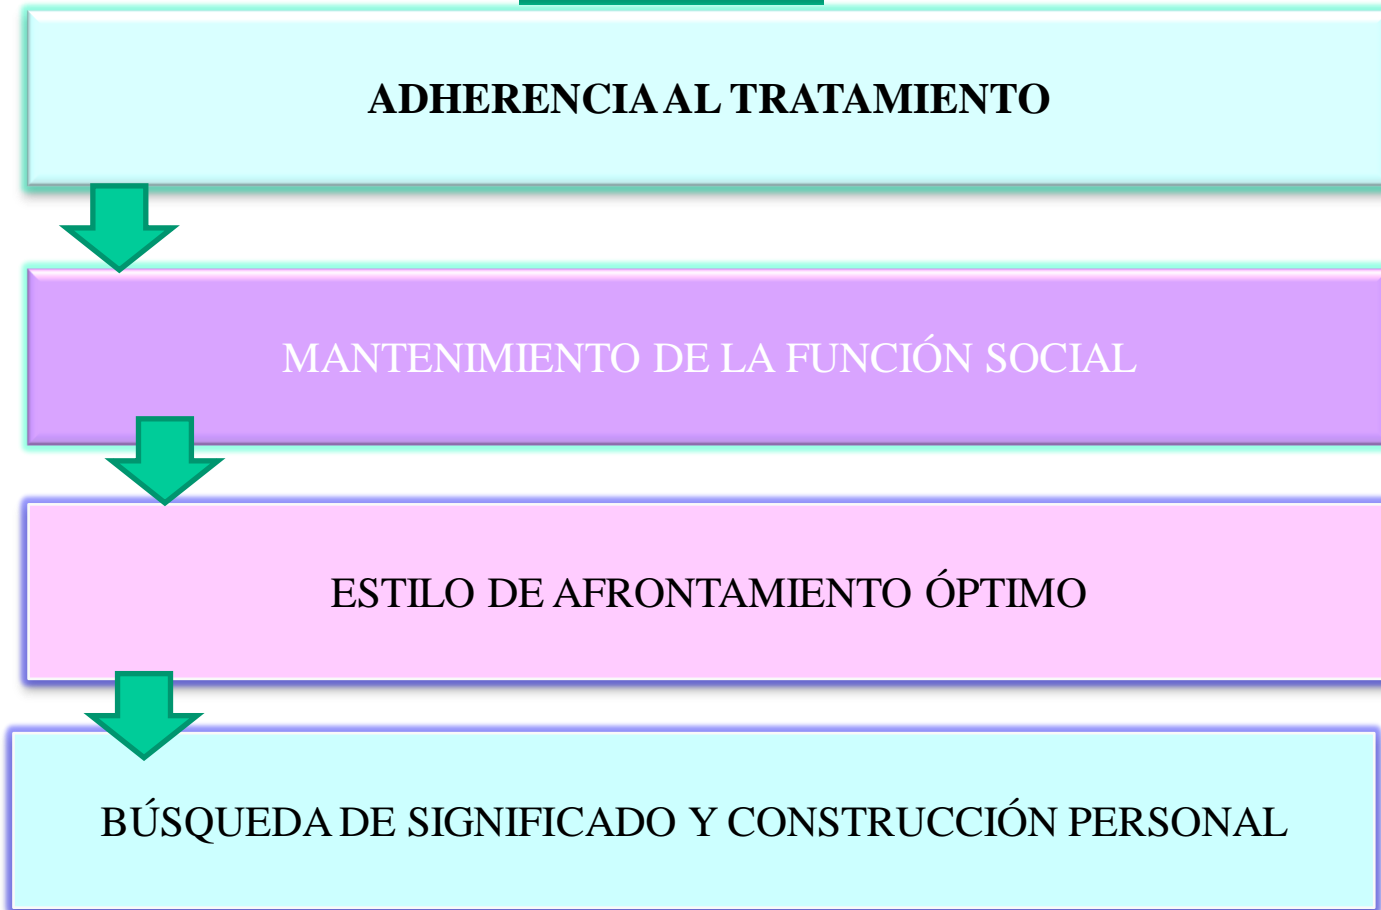 ADHERENCIA AL TRATAMIENTO
MANTENIMIENTO DE LA FUNCIÓN SOCIAL
ESTILO DE AFRONTAMIENTO ÓPTIMO
BÚSQUEDA DE SIGNIFICADO Y CONSTRUCCIÓN PERSONAL